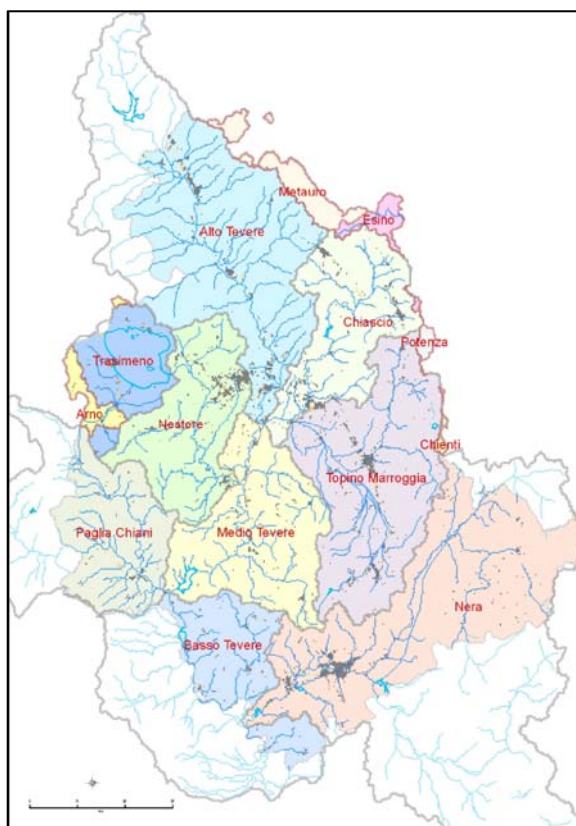 Metauro
Esino
Alto Tevere
Chiascio
Potenza
Trasimeno
Arno
Nestore
Chienti
Topino Marroggia
Paglia Chiani
Medio Tevere
Nera
Basso Tevere